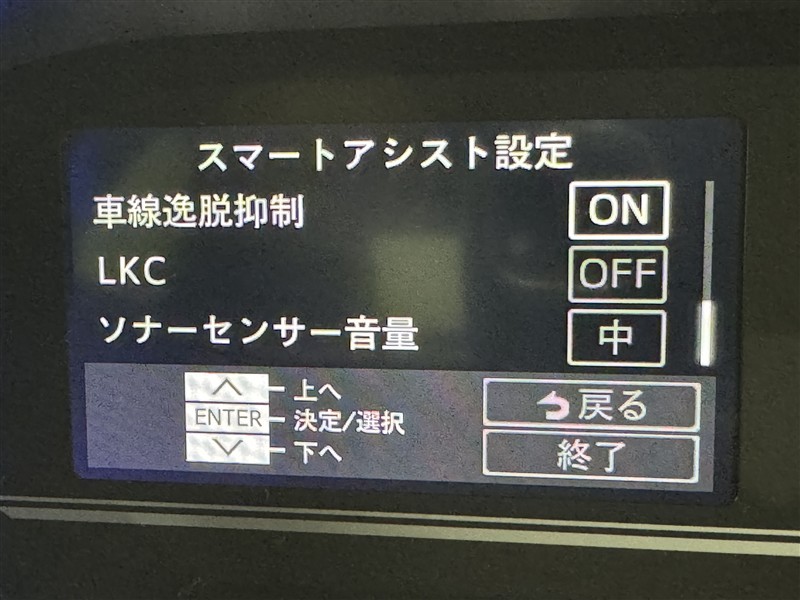 スマートアシスト設定
車線逸脱抑制 ON
LKC OFF
ソナーセンサー音量 中
上へ
ENTER 決定/選択
下へ
戻る
終了